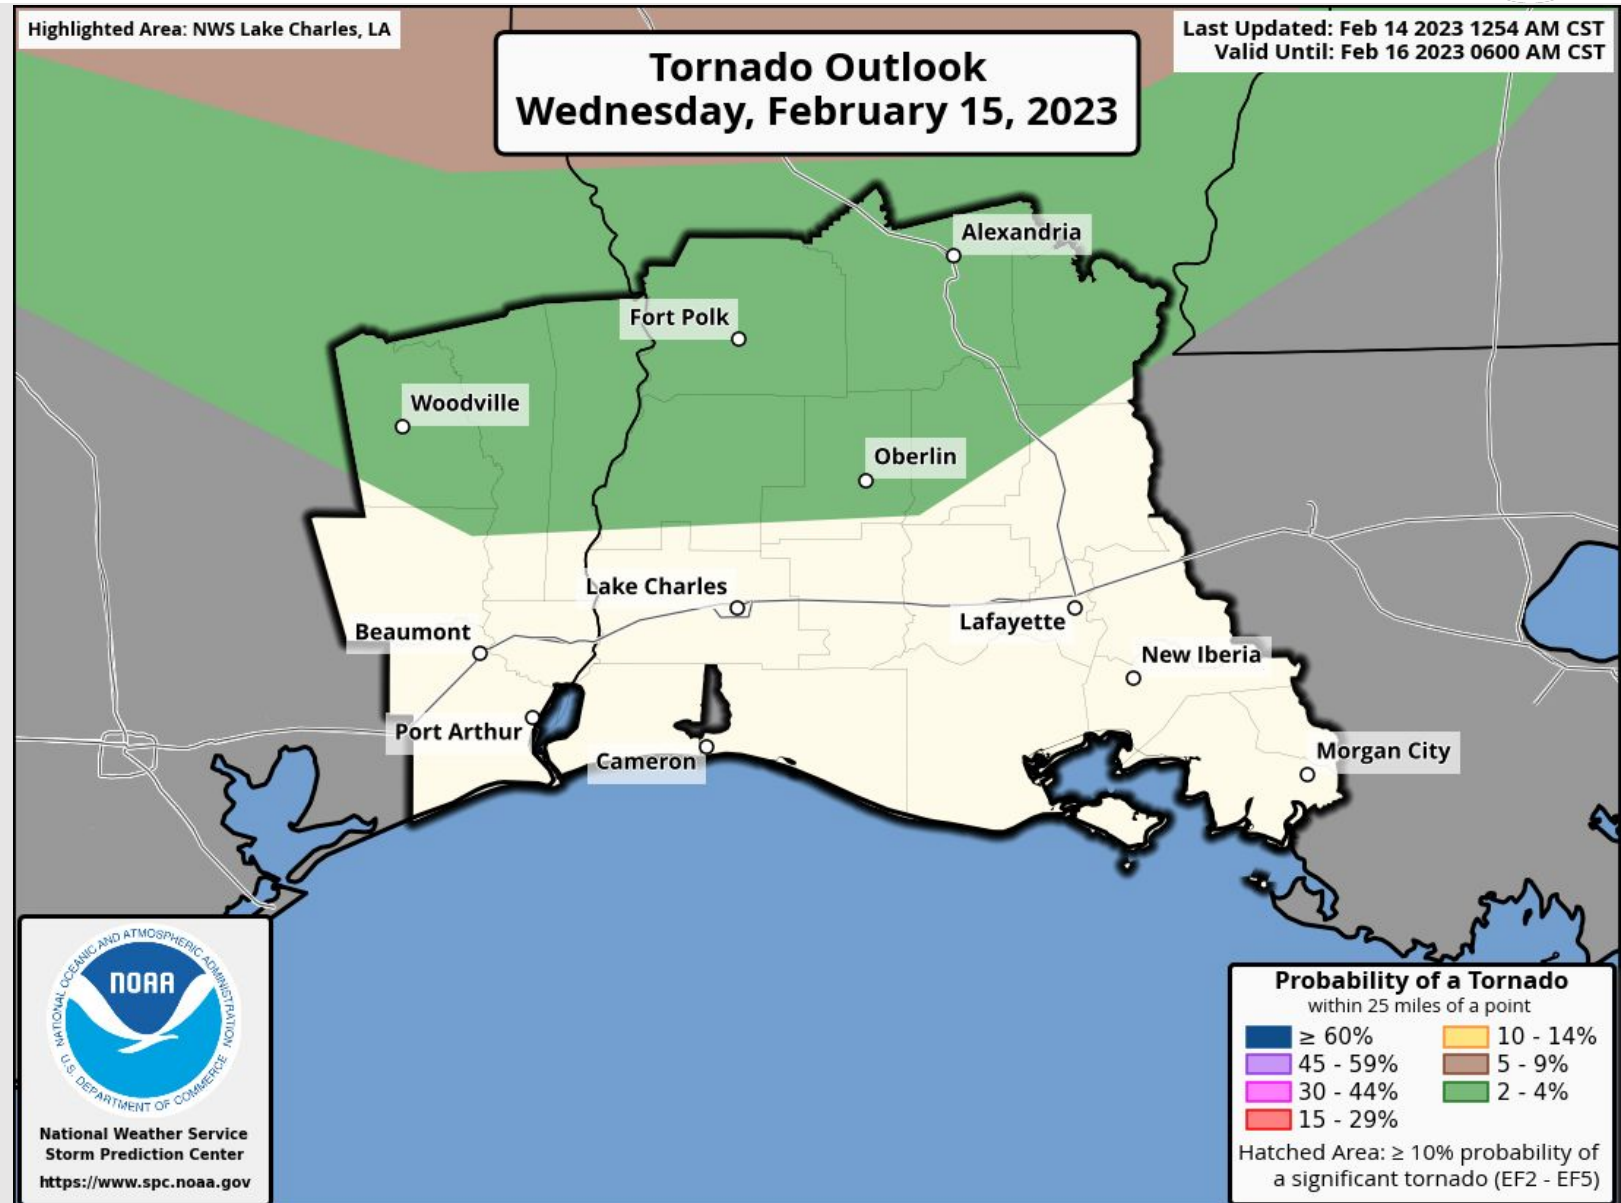 Highlighted Area: NWS Lake Charles, LA
Last Updated: Feb 14 2023 1254 AM CST
Valid Until: Feb 16 2023 0600 AM CST
Tornado Outlook
Wednesday, February 15, 2023
Alexandria
Fort Polk
Woodville
Oberlin
Lake Charles
Lafayette
Beaumont
New Iberia
Port Arthur
Cameron
Morgan City
NATIONAL OCEANIC AND ATMOSPHERIC ADMINISTRATION
NOAA
U.S. DEPARTMENT OF COMMERCE
National Weather Service
Storm Prediction Center
https://www.spc.noaa.gov
Probability of a Tornado
within 25 miles of a point
≥ 60%
45 - 59%
30 - 44%
15 - 29%
10 - 14%
5 - 9%
2 - 4%
Hatched Area: ≥ 10% probability of
a significant tornado (EF2 - EF5)